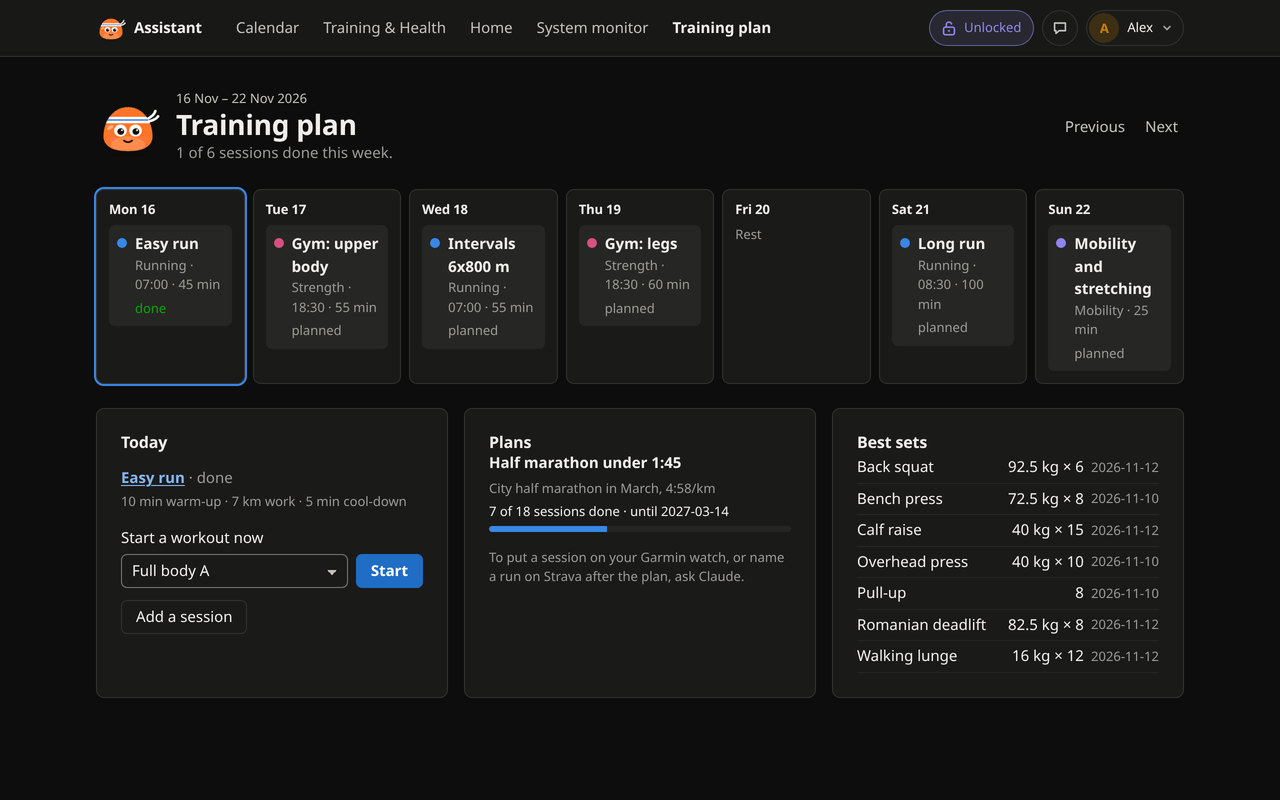 Assistant
Calendar
Training & Health
Home
System monitor
Training plan
Unlocked
A
Alex
16 Nov – 22 Nov 2026
Training plan
1 of 6 sessions done this week.
Previous
Next
Mon 16
Easy run
Running ·
07:00 · 45 min
done
Tue 17
Gym: upper
body
Strength ·
18:30 · 55 min
planned
Wed 18
Intervals
6x800 m
Running ·
07:00 · 55 min
planned
Thu 19
Gym: legs
Strength ·
18:30 · 60 min
planned
Fri 20
Rest
Sat 21
Long run
Running ·
08:30 · 100
min
planned
Sun 22
Mobility
and
stretching
Mobility · 25
min
planned
Today
Easy run · done
10 min warm-up · 7 km work · 5 min cool-down
Start a workout now
Full body A
Start
Add a session
Plans
Half marathon under 1:45
City half marathon in March, 4:58/km
7 of 18 sessions done · until 2027-03-14
To put a session on your Garmin watch, or name
a run on Strava after the plan, ask Claude.
Best sets
Back squat 92.5 kg × 6 2026-11-12
Bench press 72.5 kg × 8 2026-11-10
Calf raise 40 kg × 15 2026-11-12
Overhead press 40 kg × 10 2026-11-10
Pull-up 8 2026-11-10
Romanian deadlift 82.5 kg × 8 2026-11-12
Walking lunge 16 kg × 12 2026-11-12